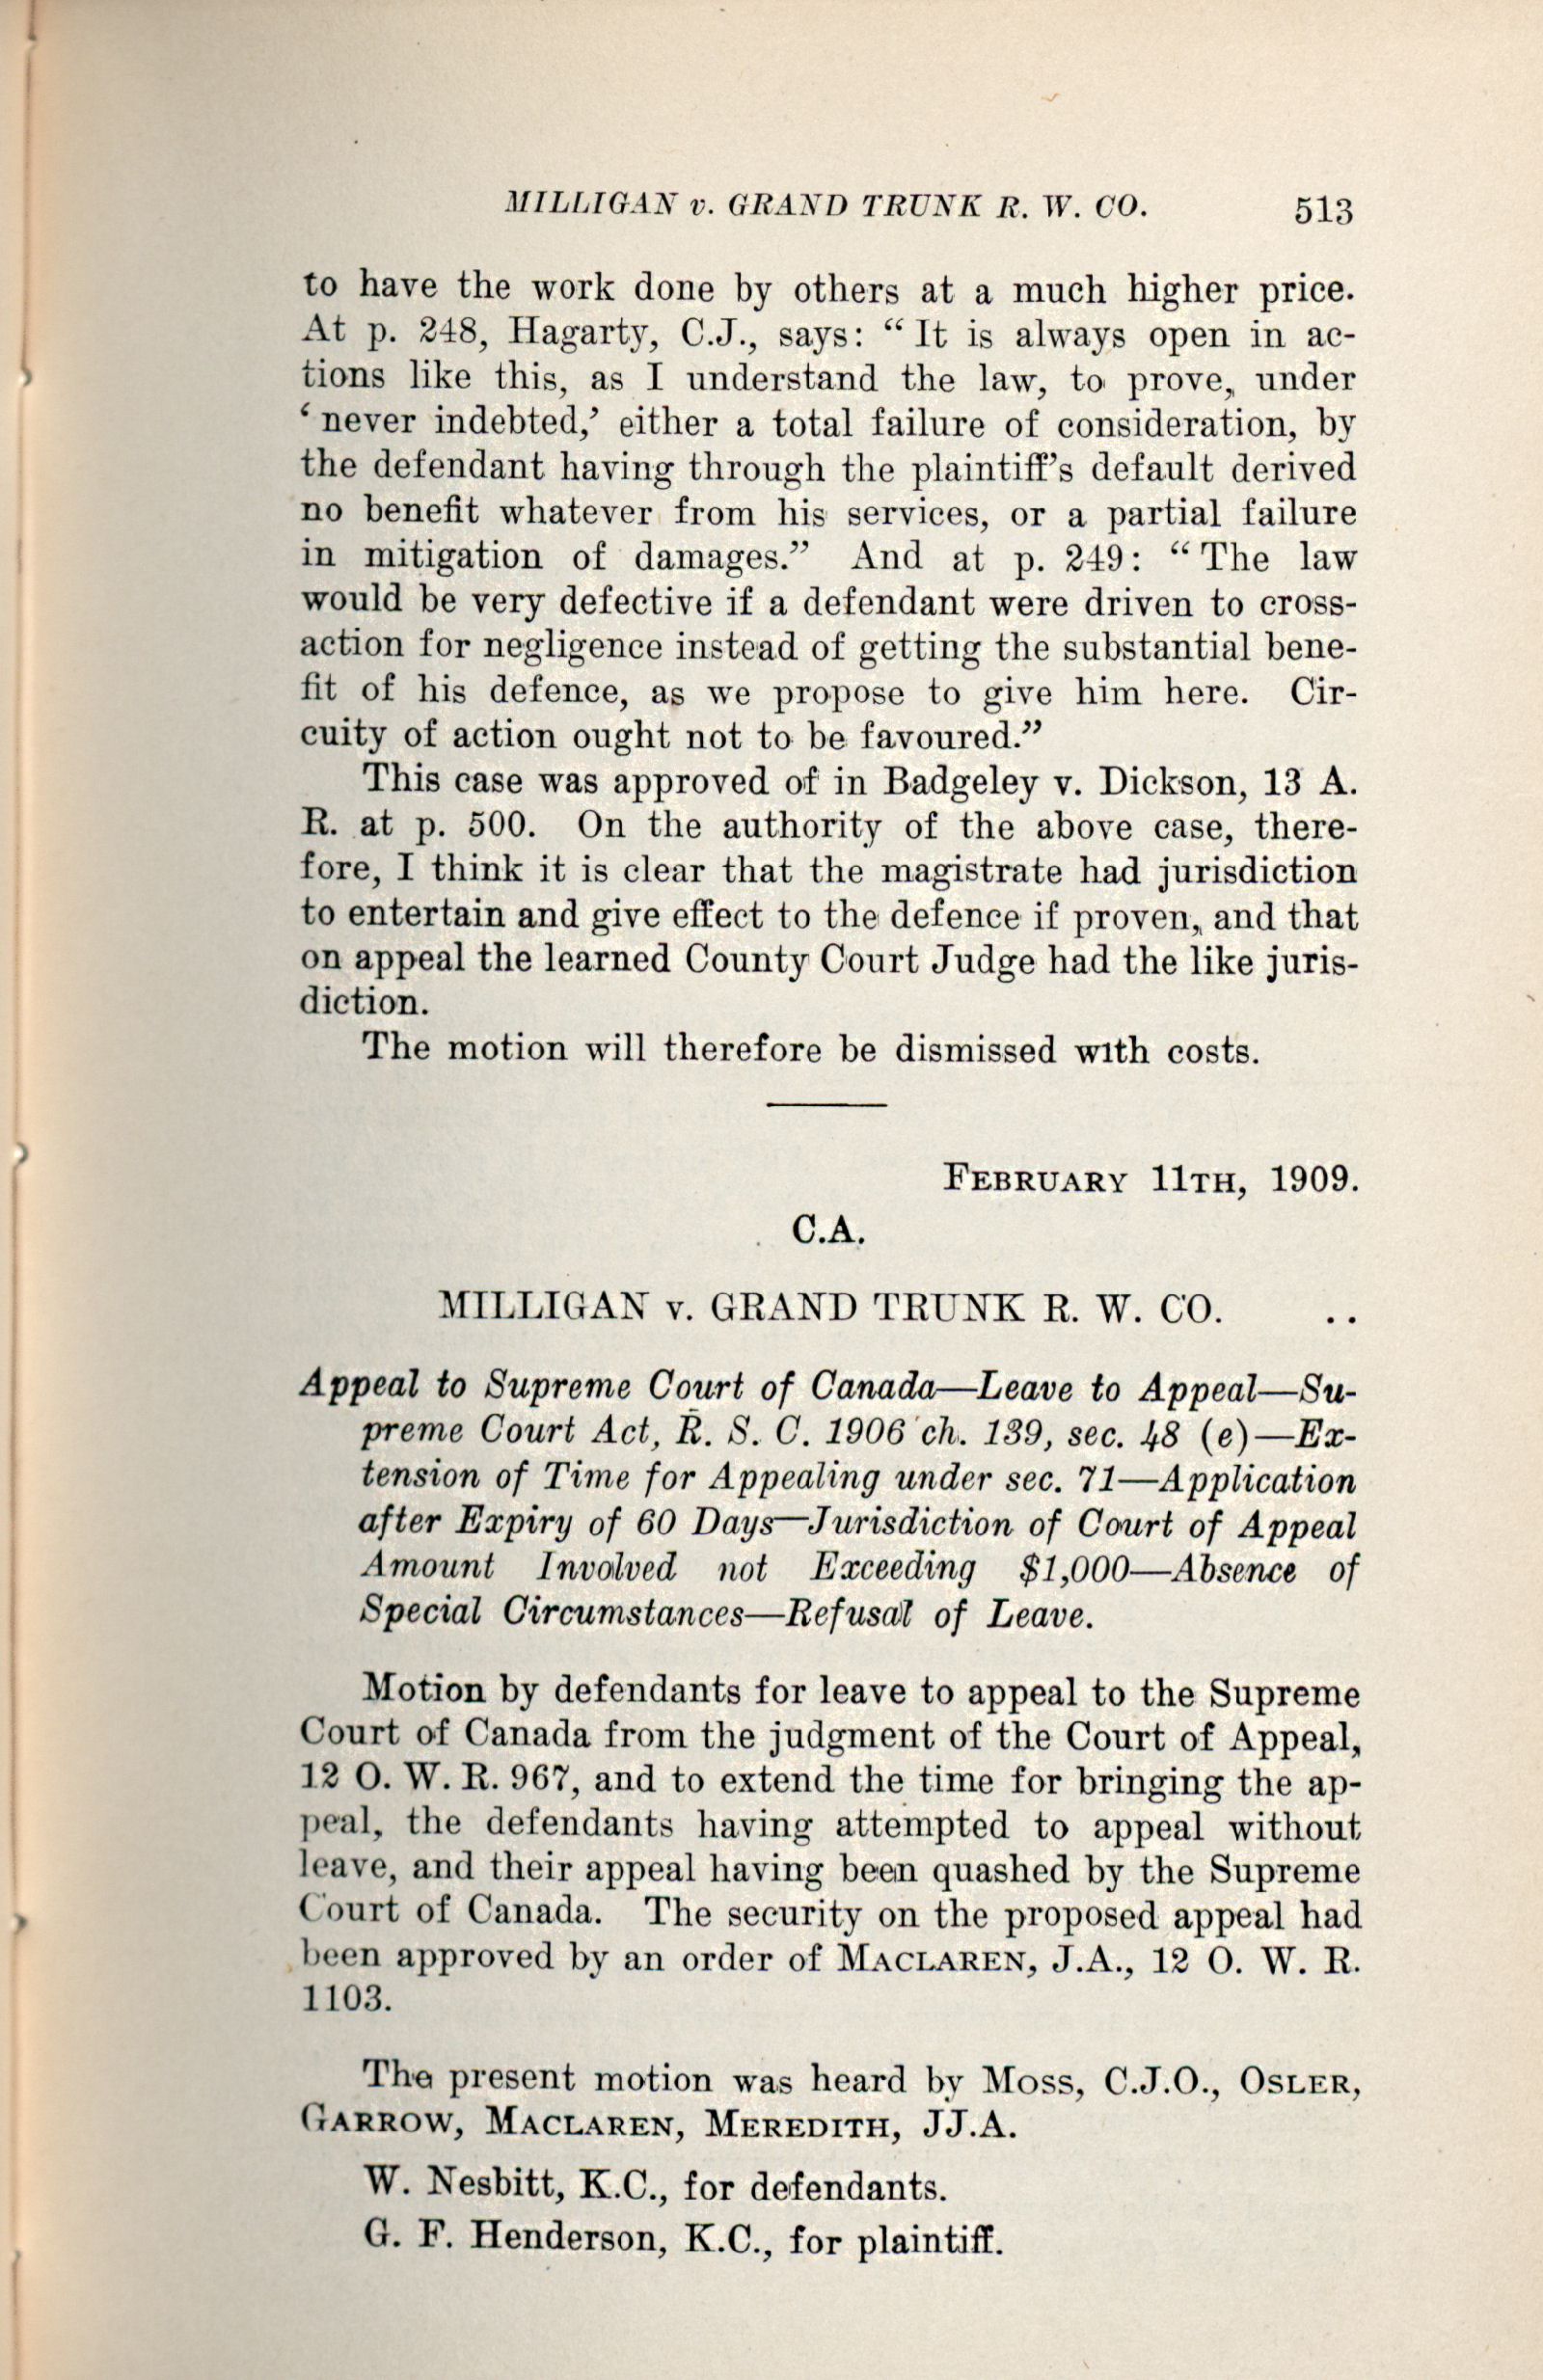 MILLIGAN v. GRAND TRUNK R. W. CO. 513
to have the work done by others at a much higher price.
At p. 248, Hagarty, C.J., says: “ It is always open in ac-
tions like this, as I understand the law, to prove, under
‘ never indebted,’ either a total failure of consideration, by
the defendant having through the plaintiff’s default derived
no benefit whatever from his services, or a partial failure
in mitigation of damages.” And at p. 249: “ The law
would be very defective if a defendant were driven to cross-
action for negligence instead of getting the substantial bene-
fit of his defence, as we propose to give him here. Cir-
cuity of action ought not to be favoured.”
This case was approved of in Badgeley v. Dickson, 13 A.
R. at p. 500. On the authority of the above case, there-
fore, I think it is clear that the magistrate had jurisdiction
to entertain and give effect to the defence if proven, and that
on appeal the learned County Court Judge had the like juris-
diction.
The motion will therefore be dismissed with costs.
FEBRUARY 11TH, 1909.
C.A.
MILLIGAN v. GRAND TRUNK R. W. CO. ..
Appeal to Supreme Court of Canada—Leave to Appeal—Su-
preme Court Act, R. S. C. 1906 ch. 139, sec. 48 (e)—Ex-
tension of Time for Appealing under sec. 71—Application
after Expiry of 60 Days—Jurisdiction of Court of Appeal
Amount Involved not Exceeding $1,000—Absence of
Special Circumstances—Refusal of Leave.
Motion by defendants for leave to appeal to the Supreme
Court of Canada from the judgment of the Court of Appeal,
12 O. W. R. 967, and to extend the time for bringing the ap-
peal, the defendants having attempted to appeal without
leave, and their appeal having been quashed by the Supreme
Court of Canada. The security on the proposed appeal had
been approved by an order of MACLAREN, J.A., 12 O. W. R.
1103.
The present motion was heard by Moss, C.J.O., OSLER,
GARROW, MACLAREN, MEREDITH, JJ.A.
W. Nesbitt, K.C., for defendants.
G. F. Henderson, K.C., for plaintiff.